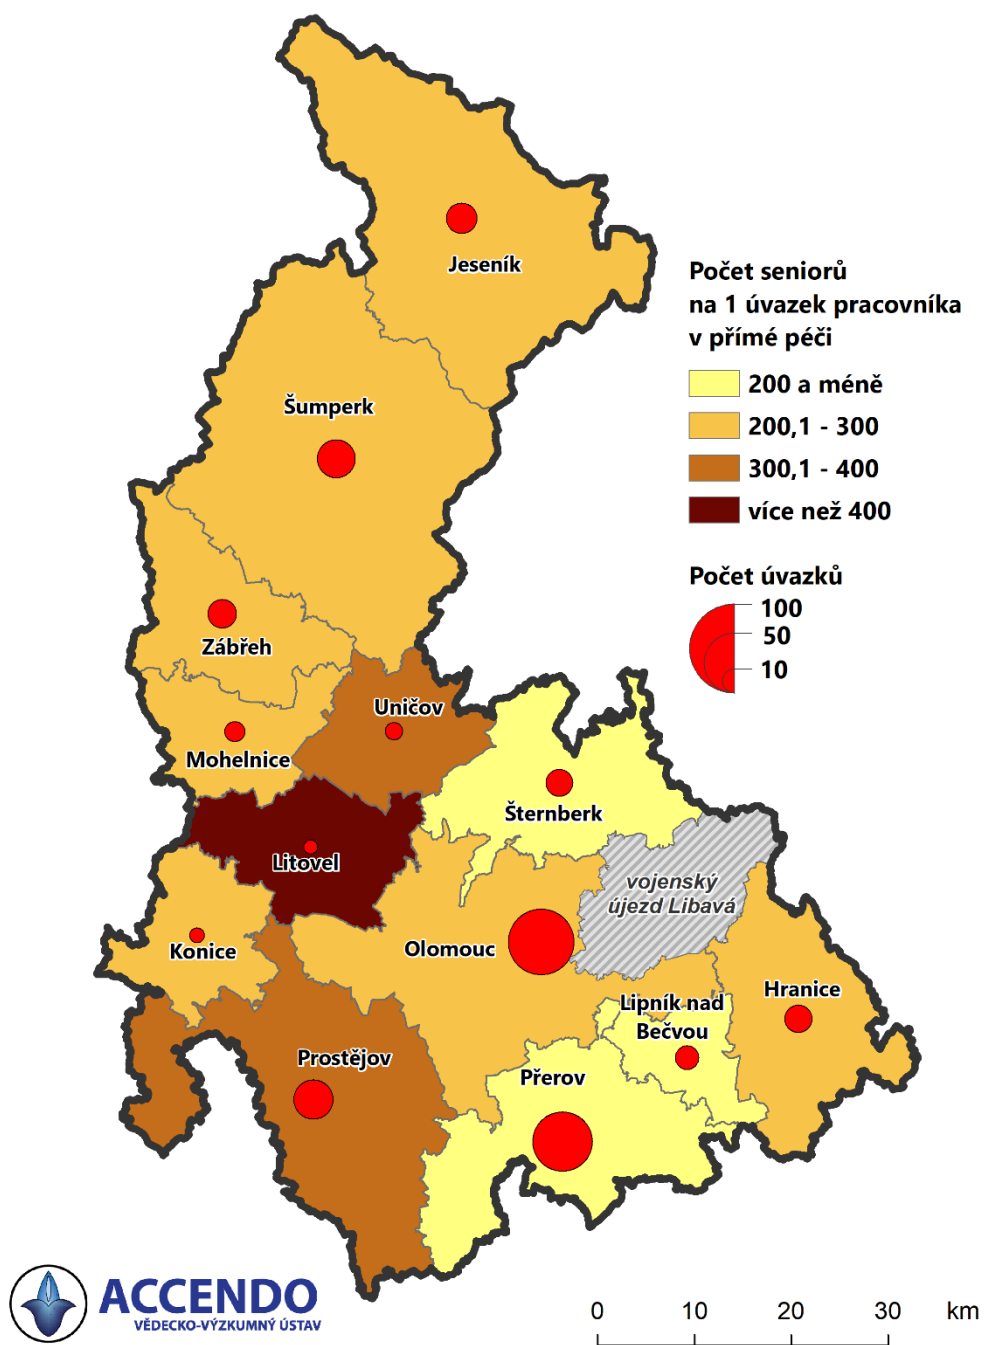 Jeseník
Počet seniorů
na 1 úvazek pracovníka
v přímé péči
200 a méně
200,1 - 300
300,1 - 400
více než 400
Šumperk
Počet úvazků
100
50
10
Zábřeh
Uničov
Mohelnice
Šternberk
Litovel
vojenský
újezd Libavá
Konice
Olomouc
Hranice
Lipník nad
Bečvou
Prostějov
Přerov
ACCENDO
VĚDECKO-VÝZKUMNÝ ÚSTAV
0 10 20 30 km